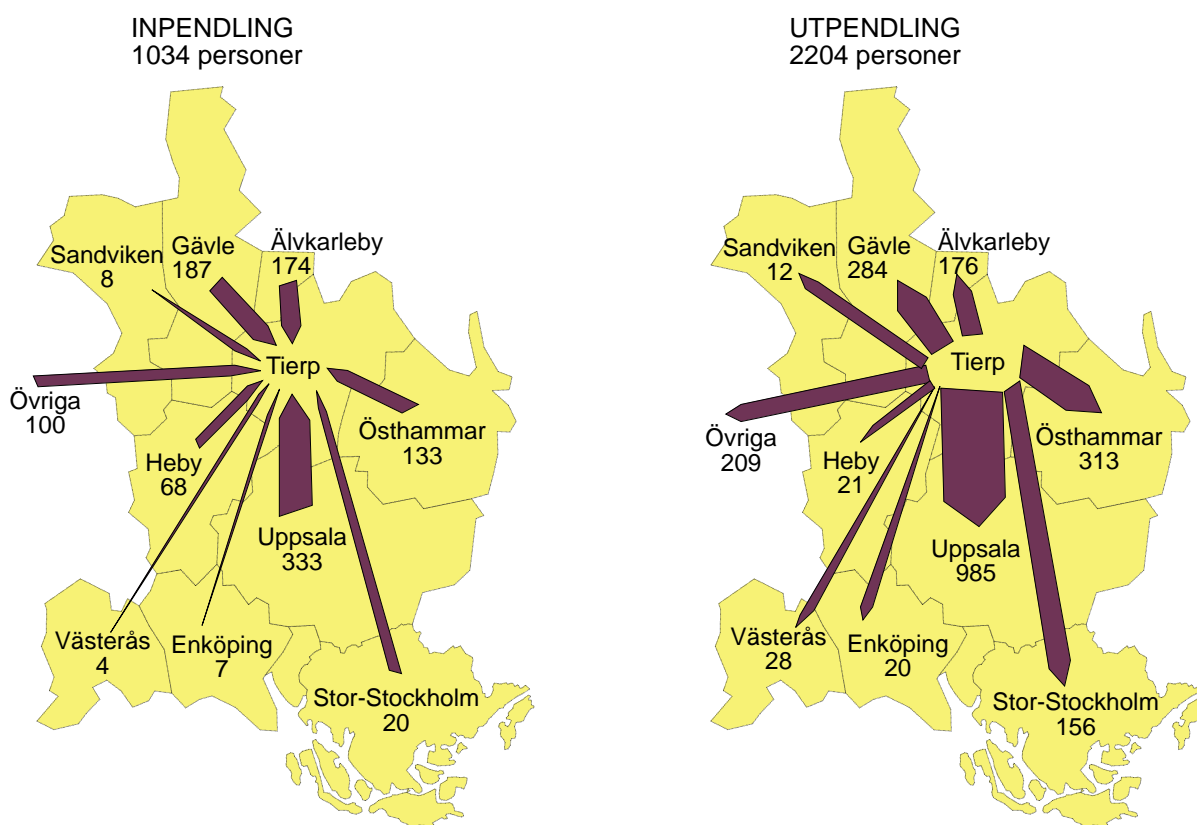 INPENDLING
1034 personer
Sandviken
8
Gävle
187
Älvkarleby
174
Tierp
Övriga
100
Heby
68
Östhammar
133
Uppsala
333
Västerås
4
Enköping
7
Stor-Stockholm
20
UTPENDLING
2204 personer
Sandviken
12
Gävle
284
Älvkarleby
176
Tierp
Övriga
209
Heby
21
Östhammar
313
Uppsala
985
Västerås
28
Enköping
20
Stor-Stockholm
156